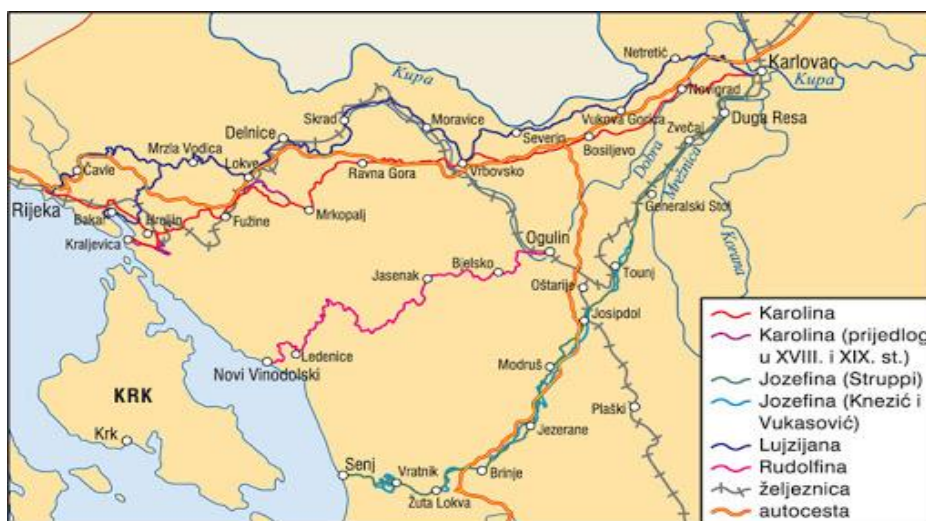 Netretić
Karlovac
Kupa
Kupa
Novigrad
Skrad
Moravice
Vukova Gorica
Duga Resa
Delnice
Severin
Zvečaj
Mrzla Vodica
Lokve
Bosiljevo
Dobra
Mrežnica
Čavle
Ravna Gora
Vrbovsko
Generalski Stol
Rijeka
Bakar
Hreljin
Fužine
Mrkopalj
Kraljevica
Korana
Ogulin
Bjelsko
Tounj
Jasenak
Oštarije
Josipdol
Ledenice
Novi Vinodolski
Modruš
KRK
Plaški
Krk
Jezerane
Senj
Vratnik
Brinje
Žuta Lokva
Karolina
Karolina (prijedlog
u XVIII. i XIX. st.)
Jozefina (Struppi)
Jozefina (Knezić i
Vukasović)
Lujzijana
Rudolfina
željeznica
autocesta